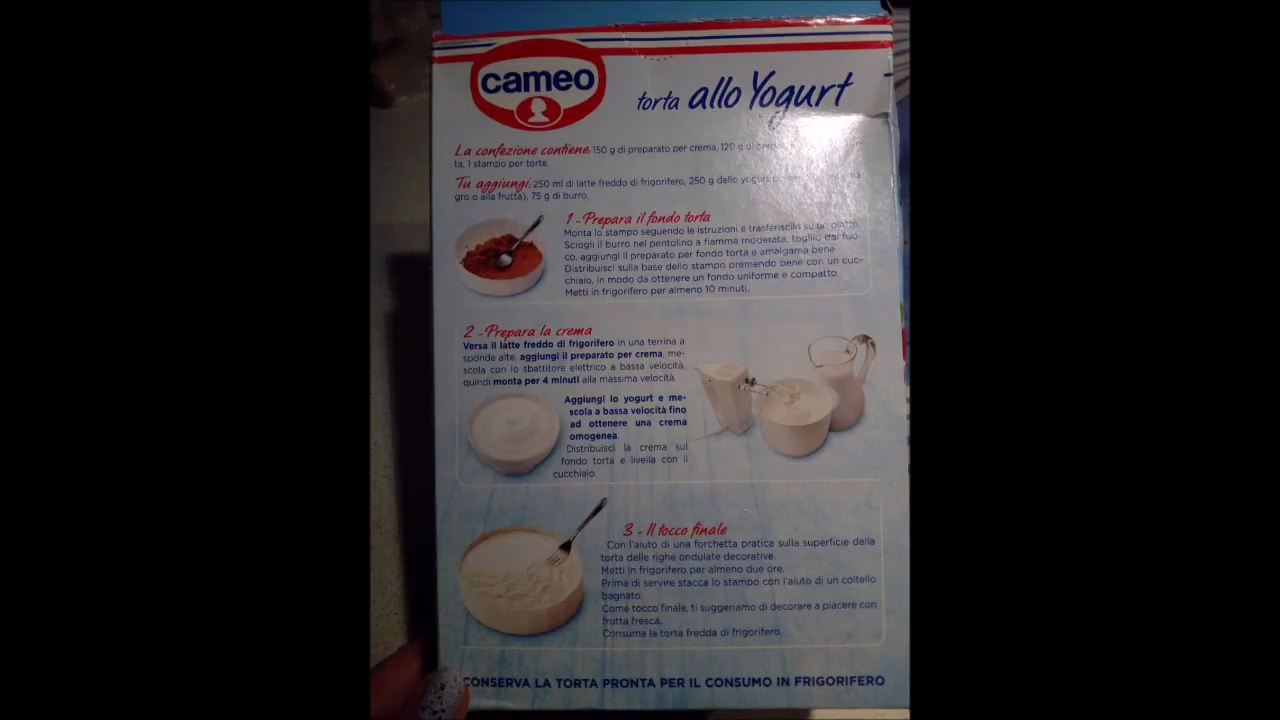 cameo
torta allo Yogurt
La confezione contiene: 150 g di preparato per crema, 120 g di
ta, 1 stampo per torte.
Tu aggiungi: 250 ml di latte freddo di frigorifero, 250 g dello yogurt
gro o alla frutta), 75 g di burro.
1 - Prepara il fondo torta
Monta lo stampo seguendo le istruzioni e trasferiscilo su un piatto.
Sciogli il burro nel pentolino a fiamma moderata, toglilo dal fuo-
co, aggiungi il preparato per fondo torta e amalgama bene.
Distribuisci sulla base dello stampo premendo bene con un cuc-
chiaio, in modo da ottenere un fondo uniforme e compatto.
Metti in frigorifero per almeno 10 minuti.
2 - Prepara la crema
Versa il latte freddo di frigorifero in una terrina a
sponde alte, aggiungi il preparato per crema, me-
scola con lo sbattitore elettrico a bassa velocità,
quindi monta per 4 minuti alla massima velocità.
Aggiungi lo yogurt e me-
scola a bassa velocità fino
ad ottenere una crema
omogenea.
Distribuisci la crema sul
fondo torta e livella con il
cucchiaio.
3 - Il tocco finale
Con l'aiuto di una forchetta pratica sulla superficie della
torta delle righe ondulate decorative.
Metti in frigorifero per almeno due ore.
Prima di servire stacca lo stampo con l'aiuto di un coltello
bagnato.
Come tocco finale, ti suggeriamo di decorare a piacere con
frutta fresca.
Consuma la torta fredda di frigorifero.
CONSERVA LA TORTA PRONTA PER IL CONSUMO IN FRIGORIFERO